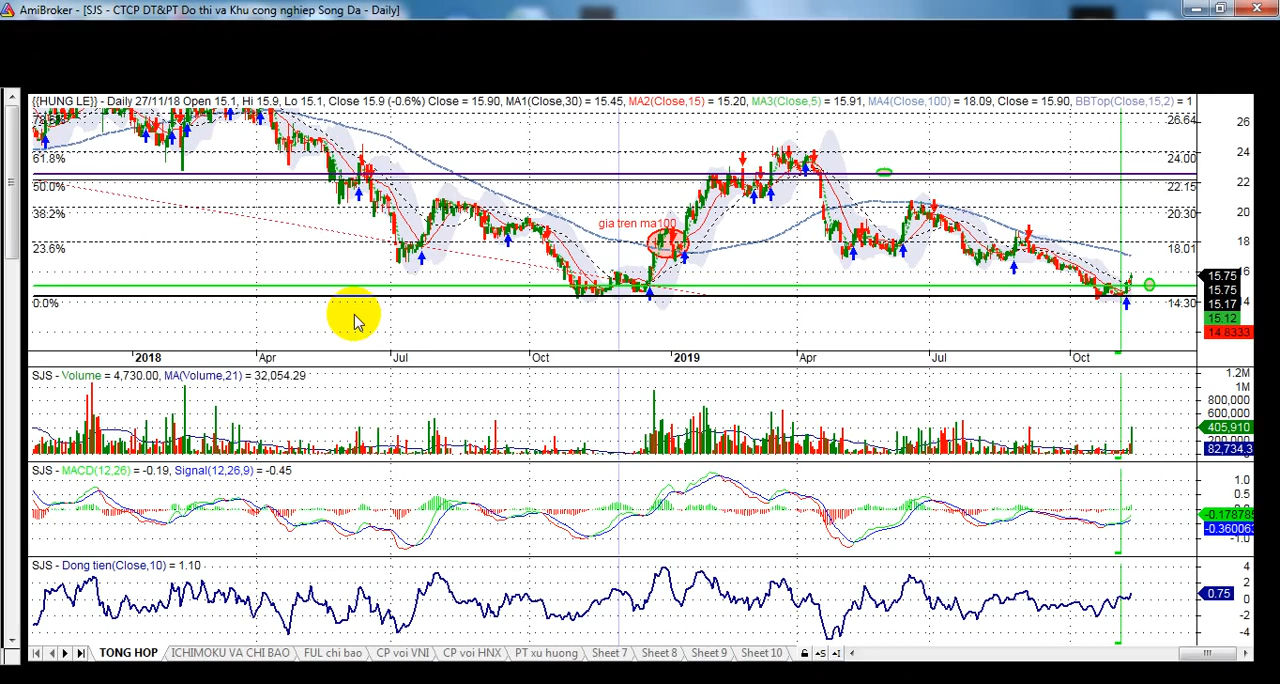 AmiBroker - [SJS - CTCP DT&PT Do thi va Khu cong nghiep Song Da - Daily]
{{HUNG LE}} - Daily 27/11/18 Open 15.1, Hi 15.9, Lo 15.1, Close 15.9 (-0.6%) Close = 15.90, MA1(Close,30) = 15.45, MA2(Close,15) = 15.20, MA3(Close,5) = 15.91, MA4(Close,100) = 18.09, Close = 15.90, BBTop(Close,15,2) = 1
26.64
26
61.8%
24.00
24
50.0%
22.15
22
38.2%
20.30
20
gia tren ma100
23.6%
18.01
18
16
15.75
15.75
15.17
0.0%
14.30
14
15.12
14.8333
2018
Apr
Jul
Oct
2019
Apr
Jul
Oct
SJS - Volume = 4,730.00, MA(Volume,21) = 32,054.29
1.2M
1M
800,000
600,000
405,910
200,000
82,734.3
SJS - MACD(12,26) = -0.19, Signal(12,26,9) = -0.45
1.0
0.5
-0.178785
-0.36006
-1.0
SJS - Dong tien(Close,10) = 1.10
4
2
0.75
0
-2
-4
TONG HOP
ICHIMOKU VA CHI BAO
FUL chi bao
CP voi VNI
CP voi HNX
PT xu huong
Sheet 7
Sheet 8
Sheet 9
Sheet 10